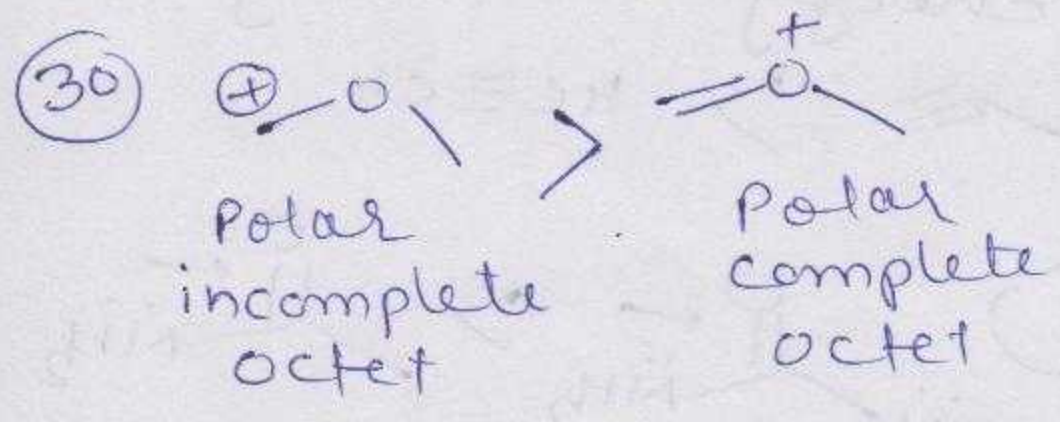 30 ⊕ O > O +
Polar Polar
incomplete complete
octet octet